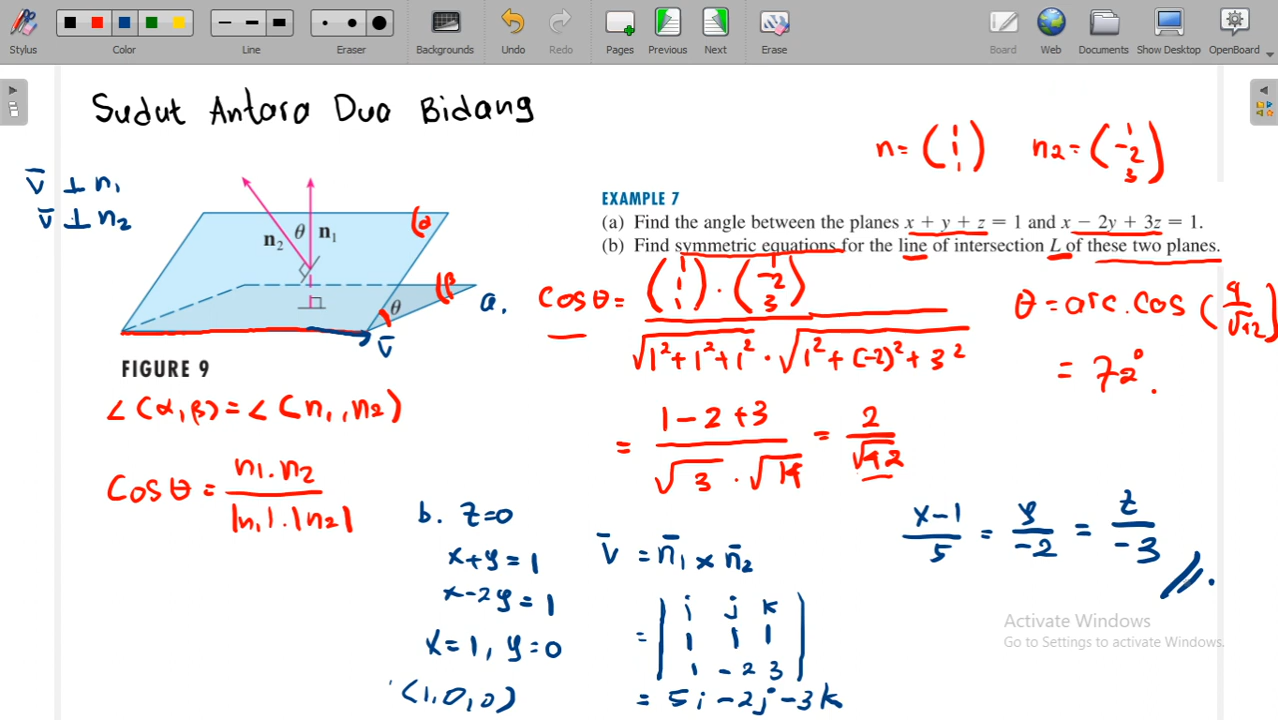 Stylus Color Line Eraser Backgrounds Undo Redo Pages Previous Next Erase Board Web Documents Show Desktop OpenBoard
Sudut Antara Dua Bidang
v̄ ⊥ n1
v̄ ⊥ n2
n2 θ n1
(α
(β
θ
v̄
FIGURE 9
∠(α,β) = ∠(n1,n2)
Cos θ = n1 . n2 / |n1| . |n2|
n = (1 1 1) n2 = (1 -2 3)
EXAMPLE 7
(a) Find the angle between the planes x + y + z = 1 and x − 2y + 3z = 1.
(b) Find symmetric equations for the line of intersection L of these two planes.
a. Cos θ = (1 1 1) . (1 -2 3) / √1² + 1² + 1² . √1² + (-2)² + 3²
= 1 - 2 + 3 / √3 . √14 = 2 / √42
= 72°.
b. z=0
x+y = 1
x-2y = 1
x=1, y=0
(1,0,0)
v̄ = n̄1 × n̄2
= | i j k
1 1 1
1 -2 3 |
= 5i - 2j - 3k
x-1 / 5 = y / -2 = z / -3 //.
Activate Windows
Go to Settings to activate Windows.